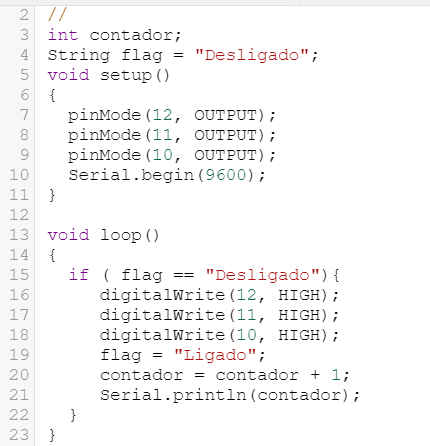 2 //
3 int contador;
4 String flag = "Desligado";
5 void setup()
6 {
7   pinMode(12, OUTPUT);
8   pinMode(11, OUTPUT);
9   pinMode(10, OUTPUT);
10   Serial.begin(9600);
11 }
12
13 void loop()
14 {
15   if ( flag == "Desligado"){
16      digitalWrite(12, HIGH);
17      digitalWrite(11, HIGH);
18      digitalWrite(10, HIGH);
19      flag = "Ligado";
20      contador = contador + 1;
21      Serial.println(contador);
22   }
23 }